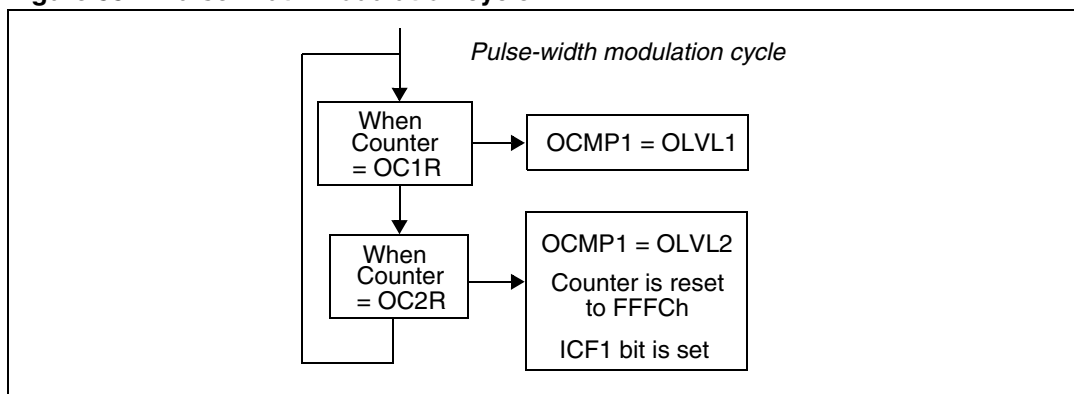 Pulse-width modulation cycle
When
Counter
= OC1R
OCMP1 = OLVL1
When
Counter
= OC2R
OCMP1 = OLVL2
Counter is reset
to FFFCh
ICF1 bit is set